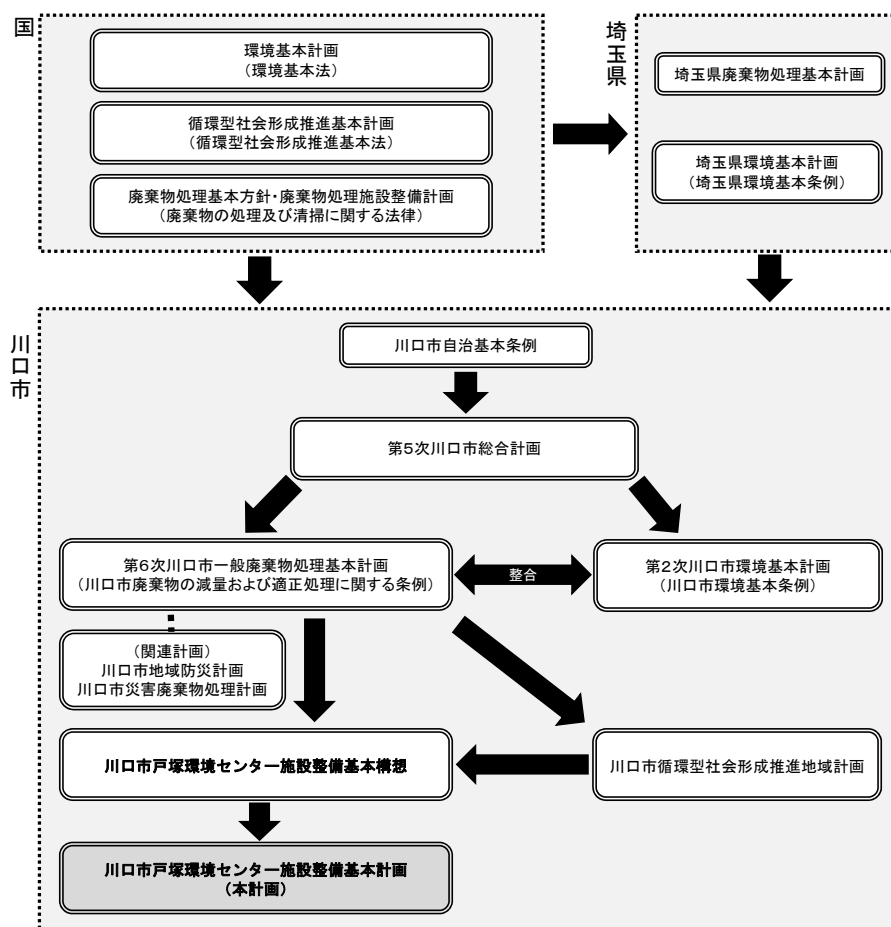 国
環境基本計画
(環境基本法)
循環型社会形成推進基本計画
(循環型社会形成推進基本法)
廃棄物処理基本方針・廃棄物処理施設整備計画
(廃棄物の処理及び清掃に関する法律)
埼玉県
埼玉県廃棄物処理基本計画
埼玉県環境基本計画
(埼玉県環境基本条例)
川口市
川口市自治基本条例
第5次川口市総合計画
第6次川口市一般廃棄物処理基本計画
(川口市廃棄物の減量および適正処理に関する条例)
整合
第2次川口市環境基本計画
(川口市環境基本条例)
(関連計画)
川口市地域防災計画
川口市災害廃棄物処理計画
川口市戸塚環境センター施設整備基本構想
川口市循環型社会形成推進地域計画
川口市戸塚環境センター施設整備基本計画
(本計画)